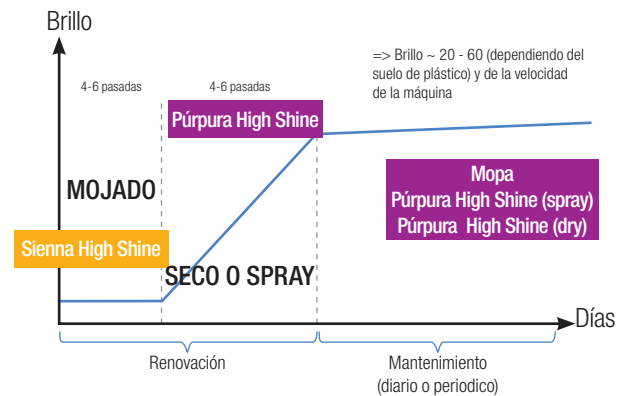 Brillo
=> Brillo ~ 20 - 60 (dependiendo del
suelo de plástico) y de la velocidad
de la máquina
4-6 pasadas
4-6 pasadas
Púrpura High Shine
MOJADO
Mopa
Púrpura High Shine (spray)
Púrpura High Shine (dry)
Sienna High Shine
SECO O SPRAY
Días
Renovación
Mantenimiento
(diario o periodico)